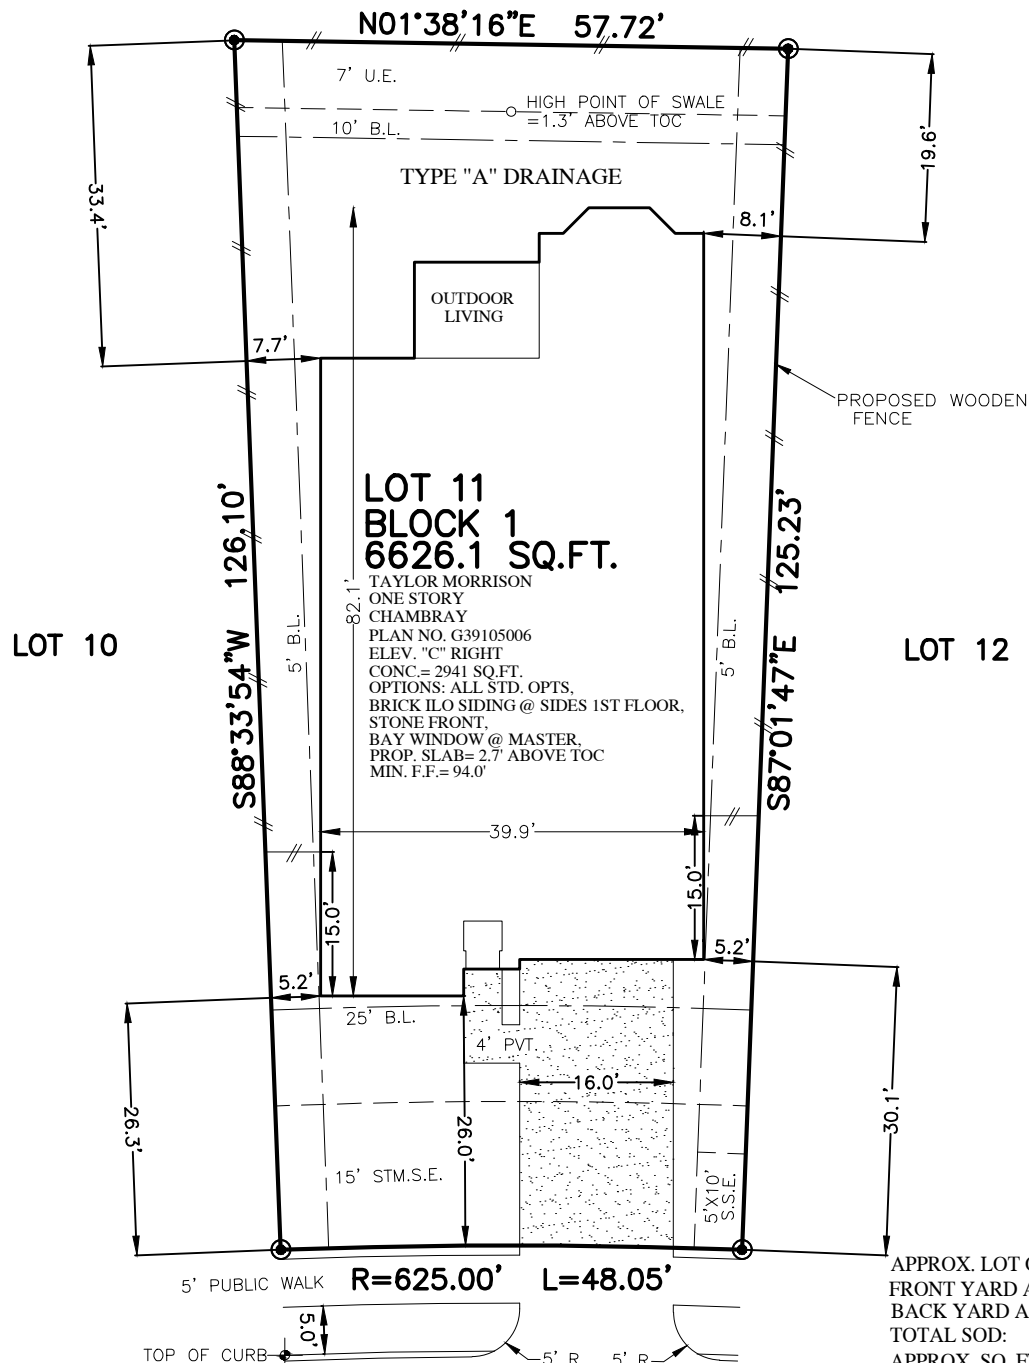 N01°38'16"E 57.72'
7' U.E.
HIGH POINT OF SWALE
=1.3' ABOVE TOC
10' B.L.
TYPE "A" DRAINAGE
19.6'
33.4'
8.1'
OUTDOOR
LIVING
7.7'
PROPOSED WOODEN
FENCE
LOT 11
BLOCK 1
6626.1 SQ.FT.
TAYLOR MORRISON
ONE STORY
CHAMBRAY
PLAN NO. G39105006
ELEV. "C" RIGHT
CONC.= 2941 SQ.FT.
OPTIONS: ALL STD. OPTS,
BRICK ILO SIDING @ SIDES 1ST FLOOR,
STONE FRONT,
BAY WINDOW @ MASTER,
PROP. SLAB= 2.7' ABOVE TOC
MIN. F.F.= 94.0'
82.1'
S88°33'54"W 126.10'
S87°01'47"E 125.23'
5' B.L.
5' B.L.
LOT 10
LOT 12
39.9'
15.0'
15.0'
5.2'
5.2'
25' B.L.
4' PVT.
16.0'
26.3'
26.0'
30.1'
15' STM.S.E.
5'X10'
S.S.E.
5' PUBLIC WALK
R=625.00' L=48.05'
5.0'
TOP OF CURB
5' R
5' R
APPROX. LOT
FRONT YARD
BACK YARD
TOTAL SOD:
APPROX. SQ.